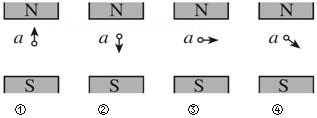 N N N N
a a a a
S S S S
① ② ③ ④